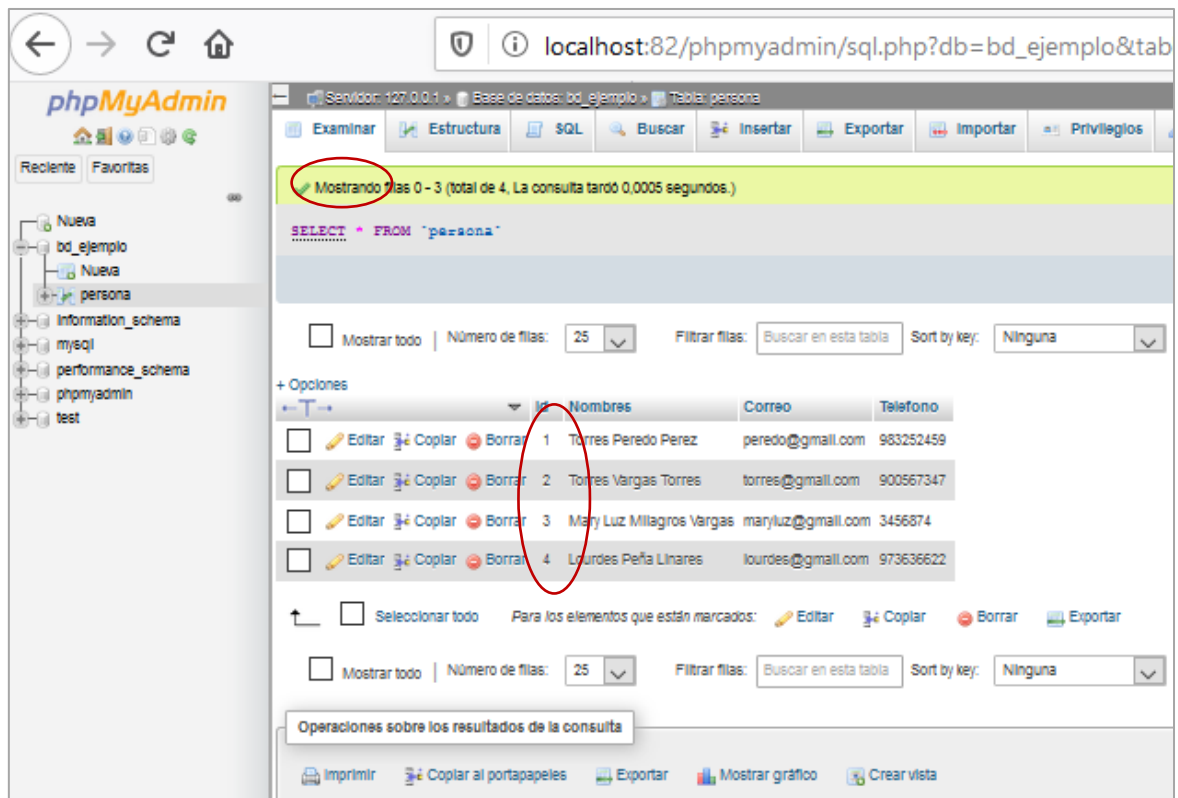 localhost:82/phpmyadmin/sql.php?db=bd_ejemplo&tab
phpMyAdmin
Reciente Favoritas
Nueva
bd_ejemplo
Nueva
persona
information_schema
mysql
performance_schema
phpmyadmin
test
Servidor: 127.0.0.1 » Base de datos: bd_ejemplo » Tabla: persona
Examinar Estructura SQL Buscar Insertar Exportar Importar Privilegios
Mostrando filas 0 - 3 (total de 4, La consulta tardó 0,0005 segundos.)
SELECT * FROM `persona`
Mostrar todo | Número de filas: 25 Filtrar filas: Buscar en esta tabla Sort by key: Ninguna
+ Opciones
←T→ Id Nombres Correo Telefono
Editar Copiar Borrar 1 Torres Peredo Perez peredo@gmail.com 983252459
Editar Copiar Borrar 2 Torres Vargas Torres torres@gmail.com 900567347
Editar Copiar Borrar 3 Mary Luz Milagros Vargas maryluz@gmail.com 3456874
Editar Copiar Borrar 4 Lourdes Peña Linares lourdes@gmail.com 973636622
Seleccionar todo Para los elementos que están marcados: Editar Copiar Borrar Exportar
Mostrar todo | Número de filas: 25 Filtrar filas: Buscar en esta tabla Sort by key: Ninguna
Operaciones sobre los resultados de la consulta
Imprimir Copiar al portapapeles Exportar Mostrar gráfico Crear vista